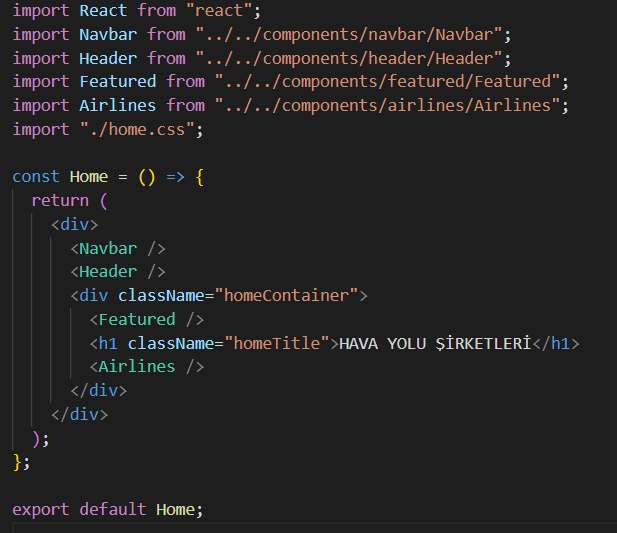 import React from "react";
import Navbar from "../../components/navbar/Navbar";
import Header from "../../components/header/Header";
import Featured from "../../components/featured/Featured";
import Airlines from "../../components/airlines/Airlines";
import "./home.css";

const Home = () => {
  return (
    <div>
      <Navbar />
      <Header />
      <div className="homeContainer">
        <Featured />
        <h1 className="homeTitle">HAVA YOLU ŞİRKETLERİ</h1>
        <Airlines />
      </div>
    </div>
  );
};

export default Home;